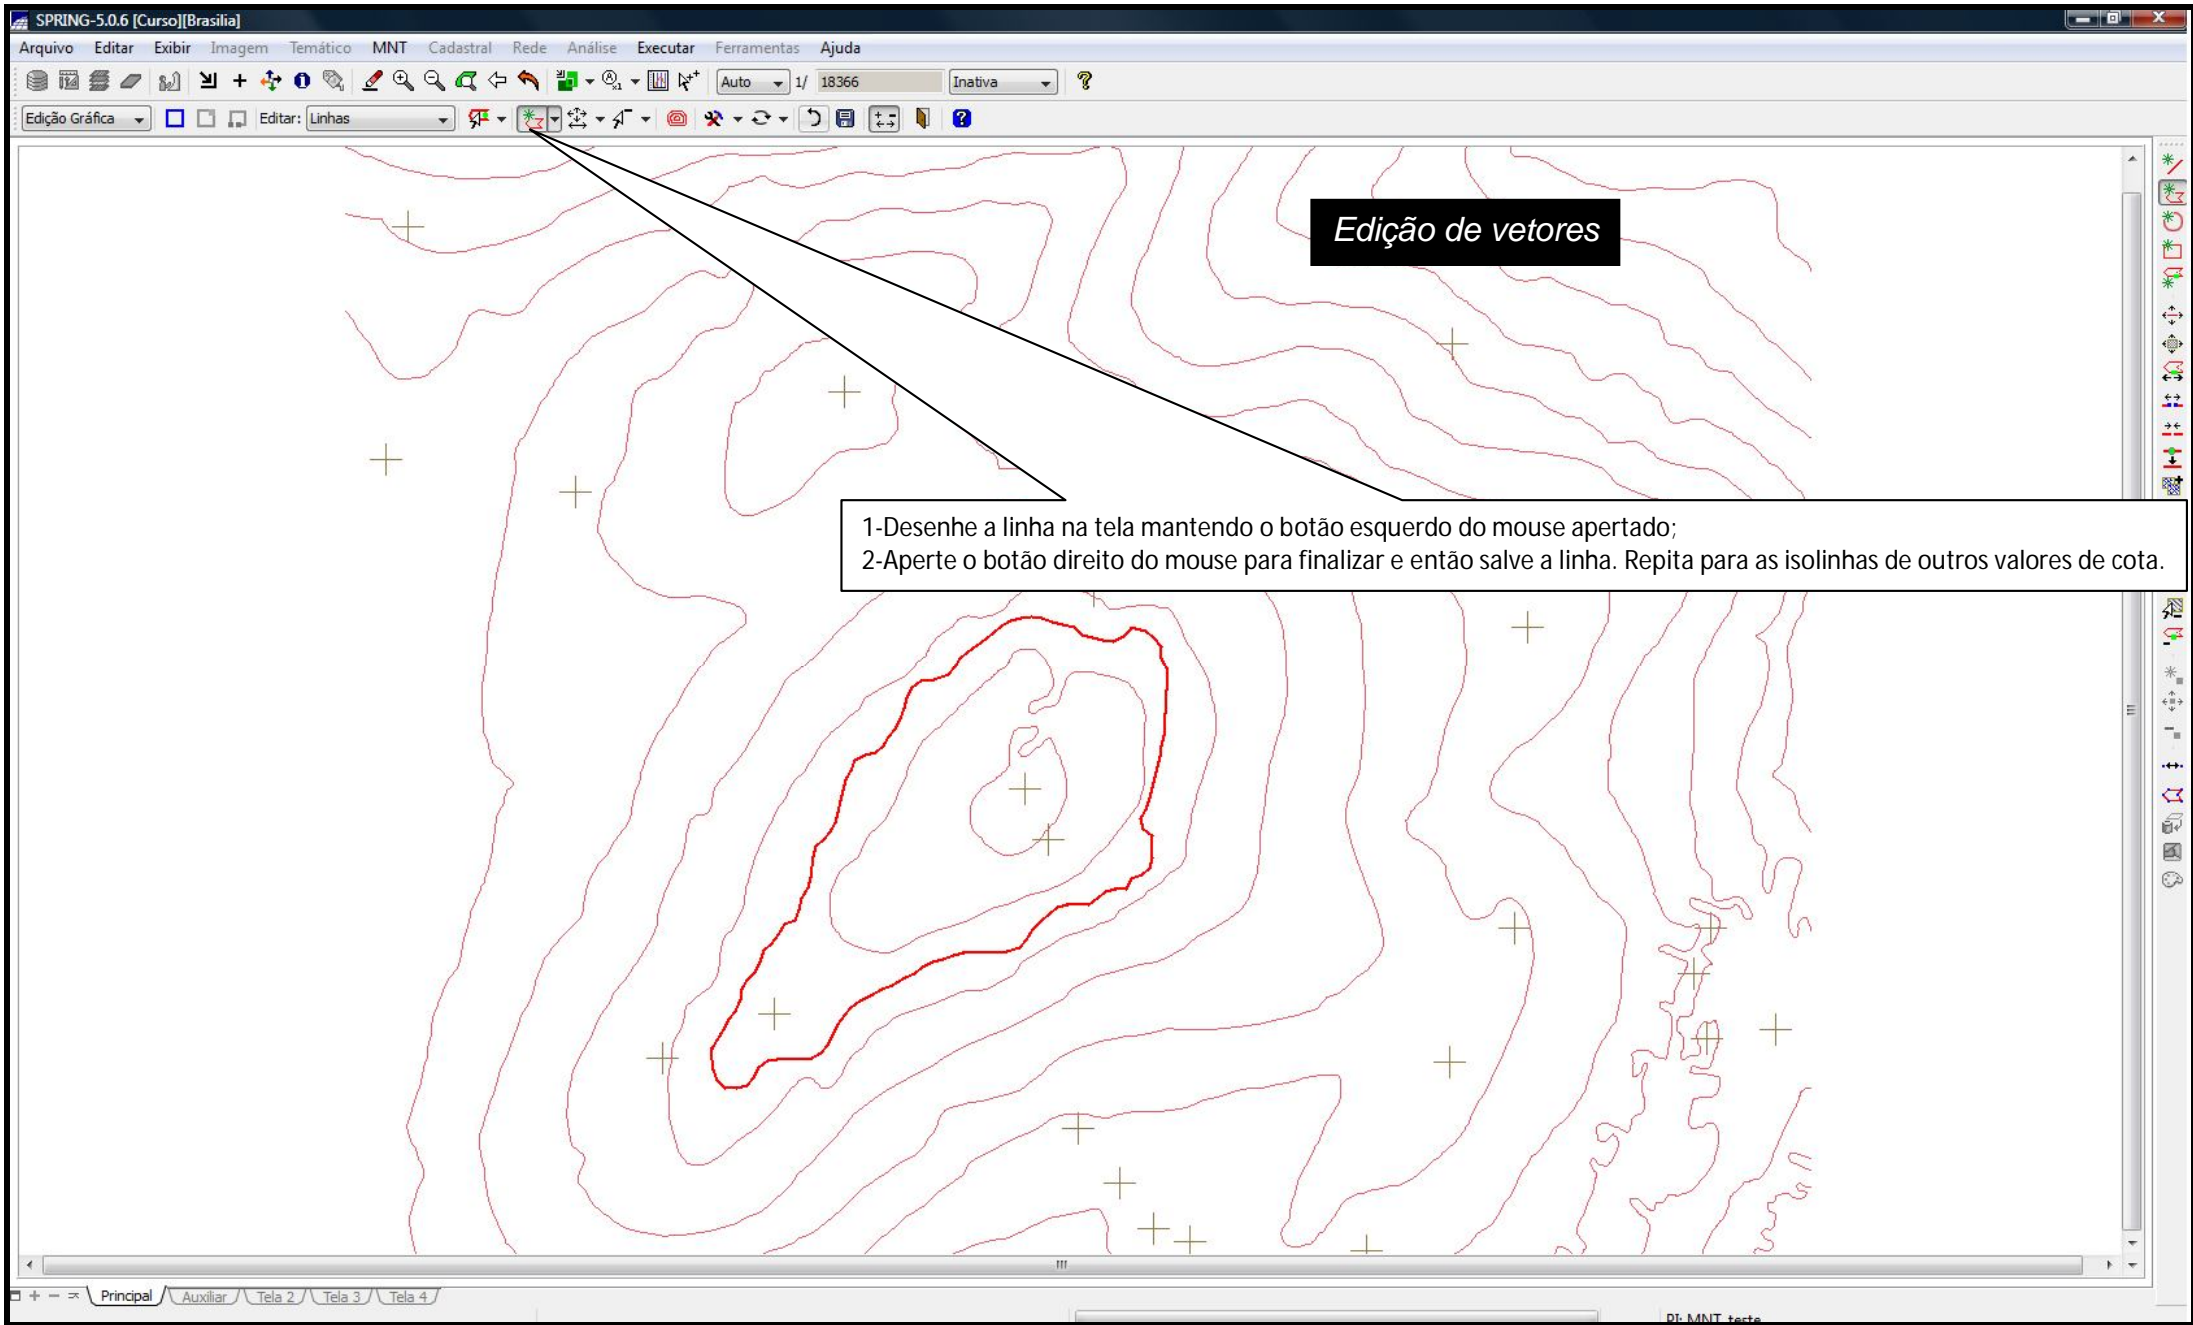 SPRING-5.0.6 [Curso][Brasilia]
Arquivo Editar Exibir Imagem Temático MNT Cadastral Rede Análise Executar Ferramentas Ajuda
Auto 1/ 18366 Inativa
Edição Gráfica Editar: Linhas
Edição de vetores
1-Desenhe a linha na tela mantendo o botão esquerdo do mouse apertado;
2-Aperte o botão direito do mouse para finalizar e então salve a linha. Repita para as isolinhas de outros valores de cota.
Principal Auxiliar Tela 2 Tela 3 Tela 4
PI: MNT_teste